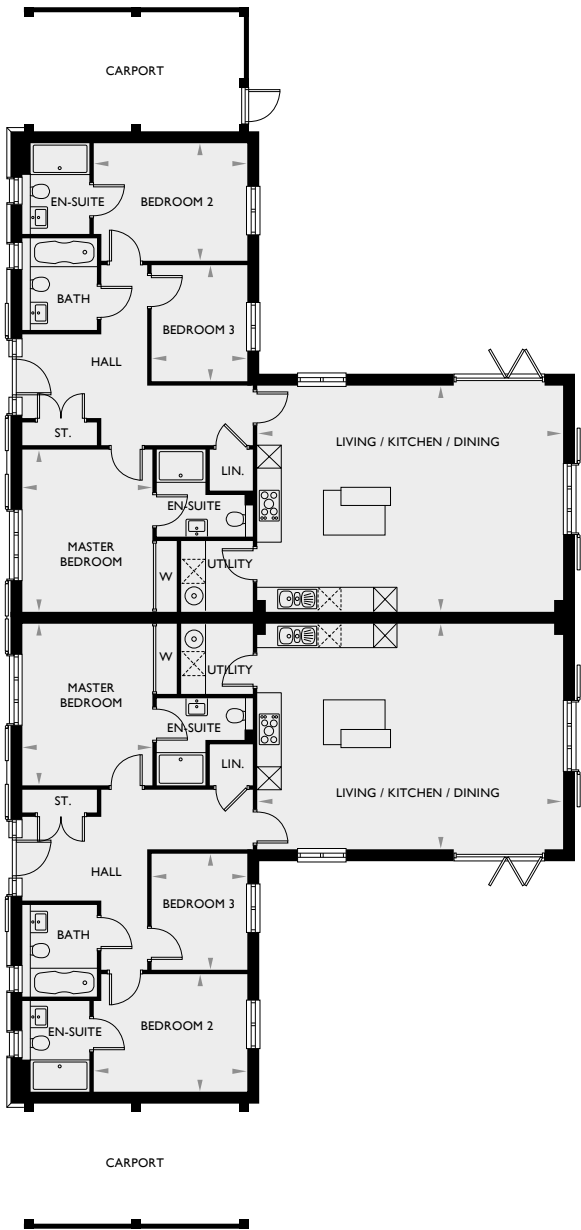 CARPORT
EN-SUITE
BEDROOM 2
BATH
BEDROOM 3
HALL
ST.
LIVING / KITCHEN / DINING
LIN.
EN-SUITE
MASTER
BEDROOM
W
UTILITY
W
UTILITY
MASTER
BEDROOM
EN-SUITE
LIN.
ST.
LIVING / KITCHEN / DINING
HALL
BEDROOM 3
BATH
EN-SUITE
BEDROOM 2
CARPORT